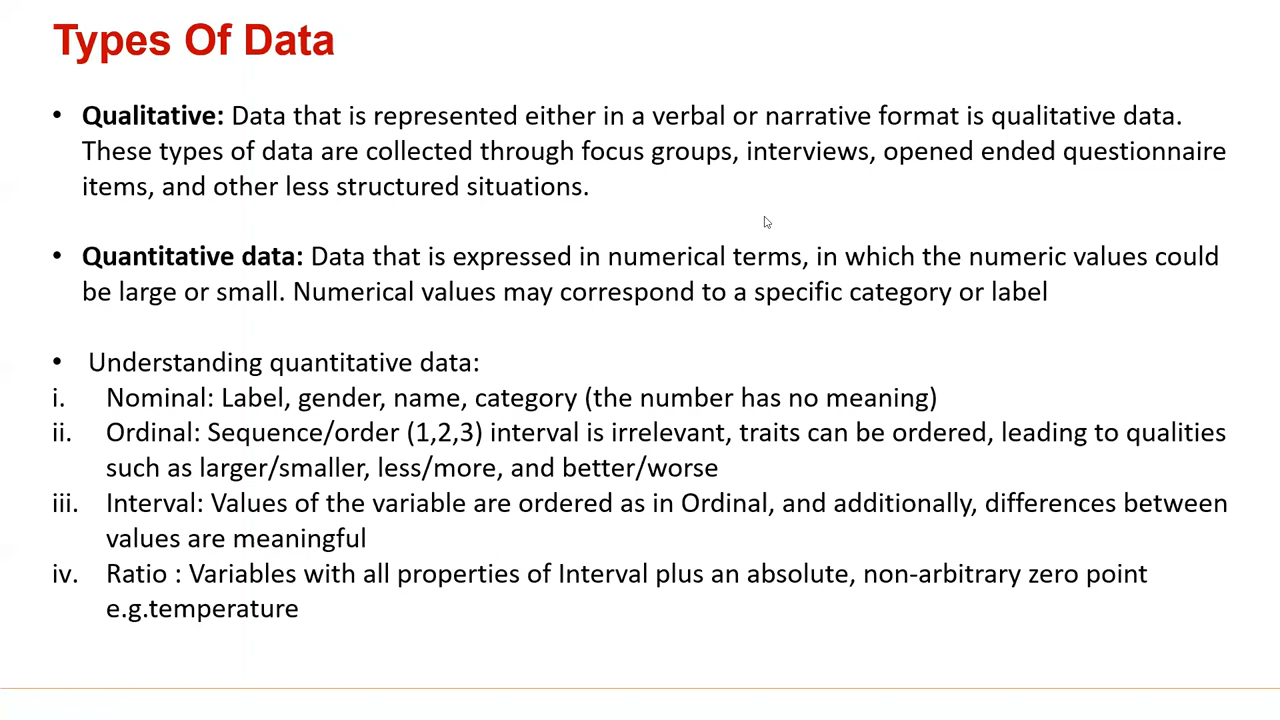 Types Of Data
• Qualitative: Data that is represented either in a verbal or narrative format is qualitative data.
These types of data are collected through focus groups, interviews, opened ended questionnaire
items, and other less structured situations.
• Quantitative data: Data that is expressed in numerical terms, in which the numeric values could
be large or small. Numerical values may correspond to a specific category or label
• Understanding quantitative data:
i. Nominal: Label, gender, name, category (the number has no meaning)
ii. Ordinal: Sequence/order (1,2,3) interval is irrelevant, traits can be ordered, leading to qualities
such as larger/smaller, less/more, and better/worse
iii. Interval: Values of the variable are ordered as in Ordinal, and additionally, differences between
values are meaningful
iv. Ratio : Variables with all properties of Interval plus an absolute, non-arbitrary zero point
e.g.temperature